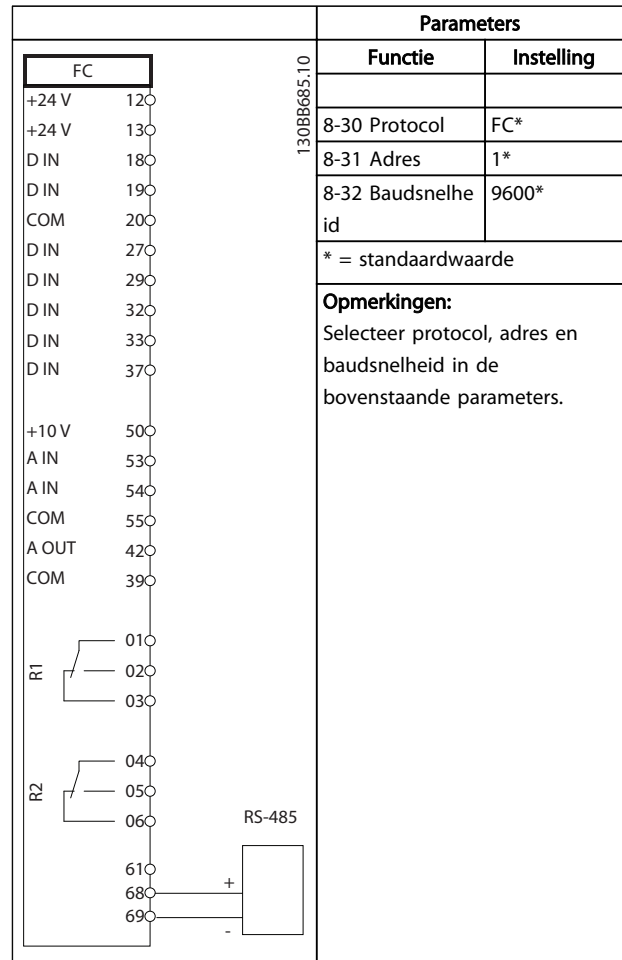 Parameters
Functie Instelling
FC
130BB685.10
+24 V 12
+24 V 13
D IN 18
D IN 19
COM 20
D IN 27
D IN 29
D IN 32
D IN 33
D IN 37
+10 V 50
A IN 53
A IN 54
COM 55
A OUT 42
COM 39
R1
01
02
03
R2
04
05
06
RS-485
61
68 +
69 -
8-30 Protocol FC*
8-31 Adres 1*
8-32 Baudsnelhe 9600*
id
* = standaardwaarde
Opmerkingen:
Selecteer protocol, adres en
baudsnelheid in de
bovenstaande parameters.